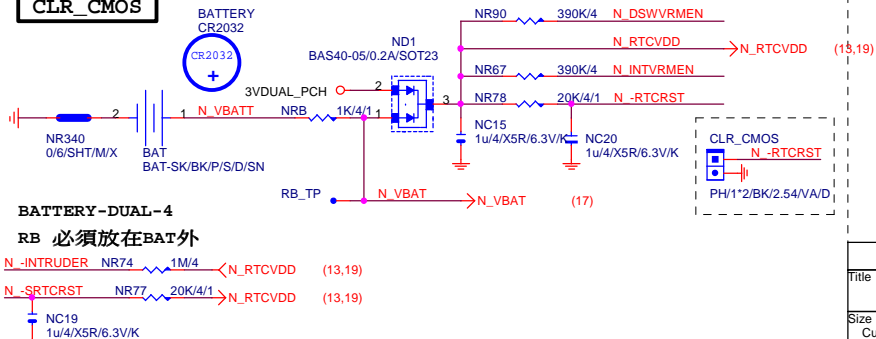 CLR_CMOS
BATTERY
CR2032
CR2032
+
ND1
BAS40-05/0.2A/SOT23
NR90 390K/4 N_DSWVRMEN
N_RTCVDD N_RTCVDD (13,19)
3VDUAL_PCH 2
3
NR67 390K/4 N_INTVRMEN
2 1 N_VBATT NRB 1K/4/1 1
NR78 20K/4/1 N_-RTCRST
NR340
0/6/SHT/M/X
BAT
BAT-SK/BK/P/S/D/SN
NC15
1u/4/X5R/6.3V/K
NC20
1u/4/X5R/6.3V/K
CLR_CMOS
N_-RTCRST
PH/1*2/BK/2.54/VA/D
RB_TP N_VBAT N_VBAT (17)
BATTERY-DUAL-4
RB 必須放在BAT外
N_-INTRUDER NR74 1M/4 N_RTCVDD (13,19)
N_-SRTCRST NR77 20K/4/1 N_RTCVDD (13,19)
NC19
1u/4/X5R/6.3V/K
Title
Size
Cu